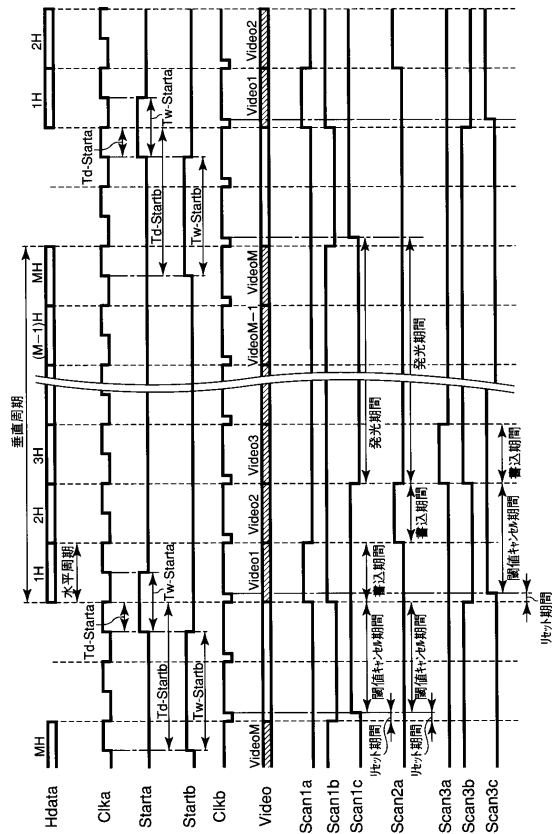 垂直周期
MH
1H
2H
3H
(M−1)H
MH
1H
2H
Hdata
水平周期
Td-Starta
Td-Starta
Clka
Starta
Tw-Starta
Tw-Starta
Td-Startb
Td-Startb
Startb
Tw-Startb
Tw-Startb
Clkb
Video
VideoM
Video1
Video2
Video3
VideoM−1
VideoM
Video1
Video2
Scan1a
書込期間
Scan1b
Scan1c
リセット期間
閾値キャンセル期間
発光期間
Scan2a
書込期間
リセット期間
閾値キャンセル期間
発光期間
Scan3a
書込期間
Scan3b
閾値キャンセル期間
Scan3c
リセット期間